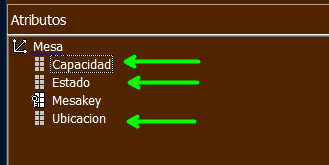 Atributos
Mesa
Capacidad
Estado
Mesakey
Ubicacion